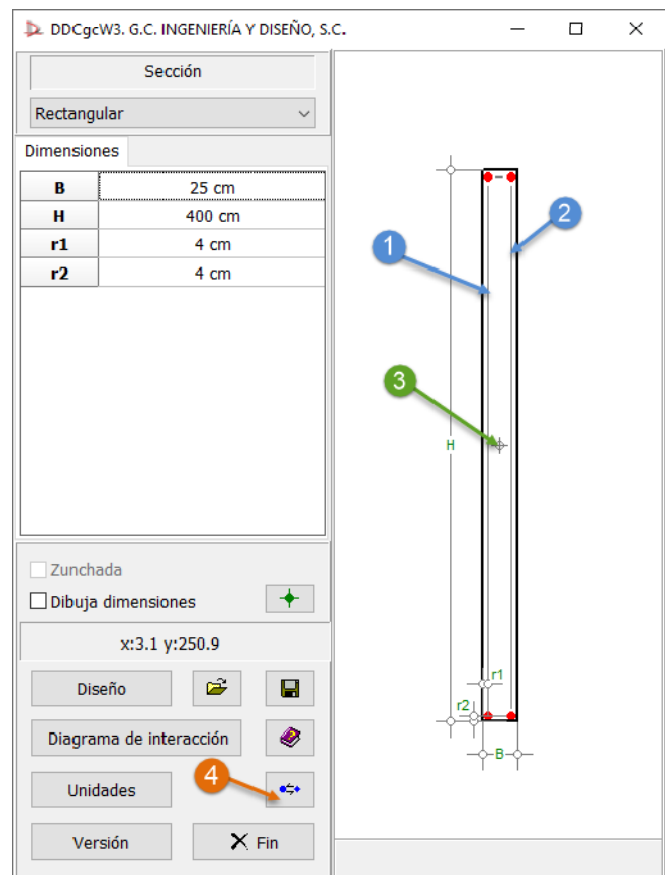 DDCgcW3. G.C. INGENIERÍA Y DISEÑO, S.C.
Sección
Rectangular
Dimensiones
B 25 cm
H 400 cm
r1 4 cm
r2 4 cm
Zunchada
Dibuja dimensiones
x:3.1 y:250.9
Diseño
Diagrama de interacción
Unidades
Versión
Fin
1
2
3
H
r1
r2
B
4